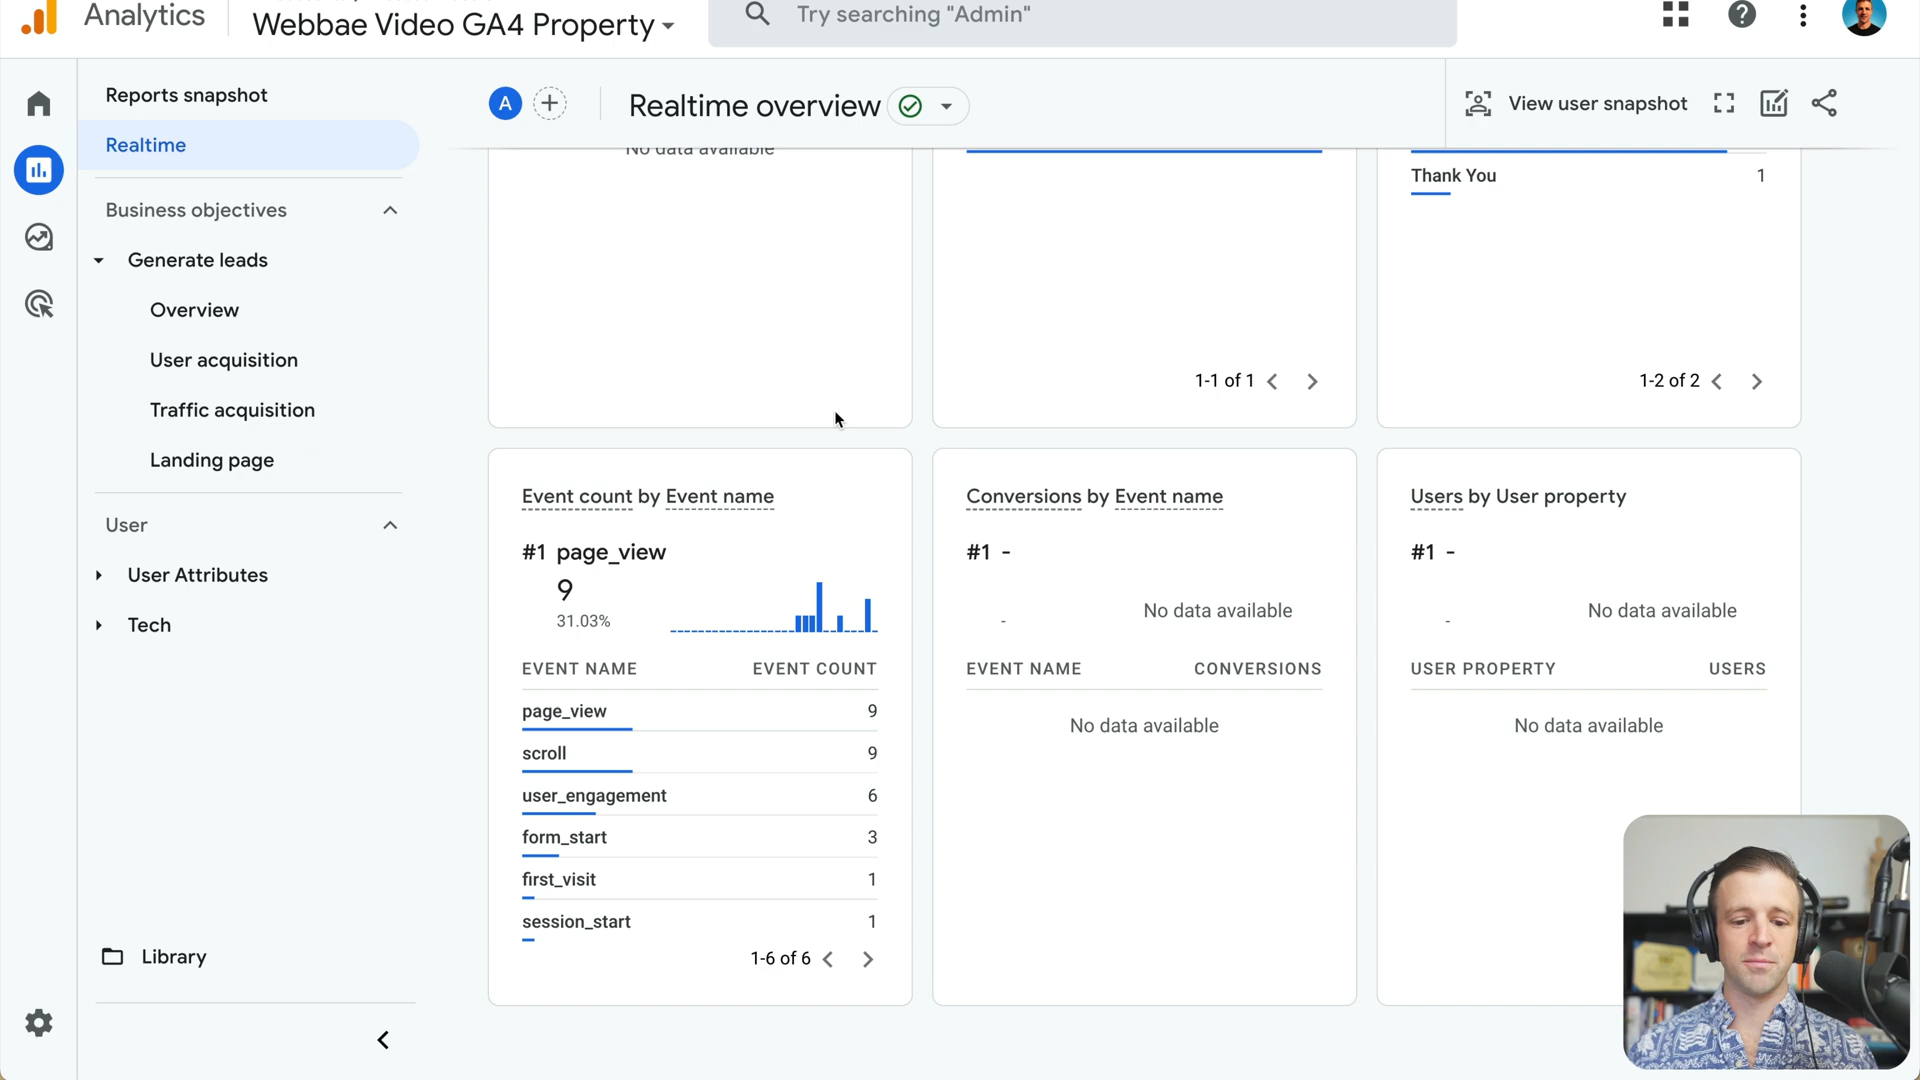 Analytics
Webbae Video GA4 Property
Try searching "Admin"
Reports snapshot
Realtime
Business objectives
Generate leads
Overview
User acquisition
Traffic acquisition
Landing page
User
User Attributes
Tech
Library
A
Realtime overview
View user snapshot
No data available
1-1 of 1
Thank You 1
1-2 of 2
Event count by Event name
#1 page_view
9
31.03%
EVENT NAME EVENT COUNT
page_view 9
scroll 9
user_engagement 6
form_start 3
first_visit 1
session_start 1
1-6 of 6
Conversions by Event name
#1 -
-
No data available
EVENT NAME CONVERSIONS
No data available
Users by User property
#1 -
-
No data available
USER PROPERTY USERS
No data available